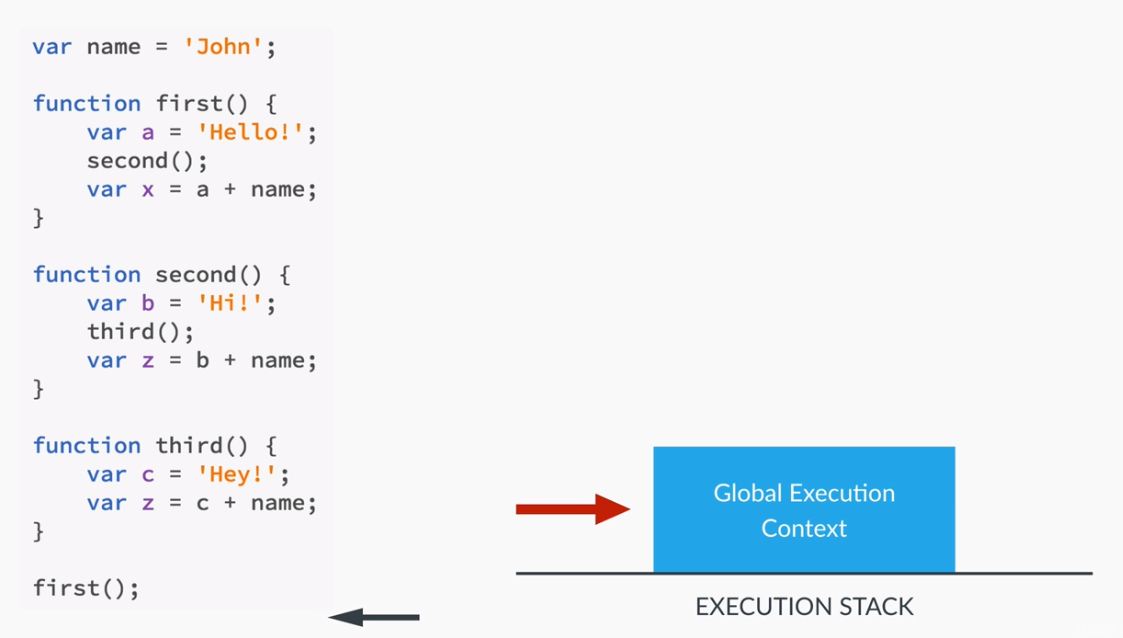 var name = 'John';
function first() {
var a = 'Hello!';
second();
var x = a + name;
}
function second() {
var b = 'Hi!';
third();
var z = b + name;
}
function third() {
var c = 'Hey!';
var z = c + name;
}
first();
Global Execution
Context
EXECUTION STACK